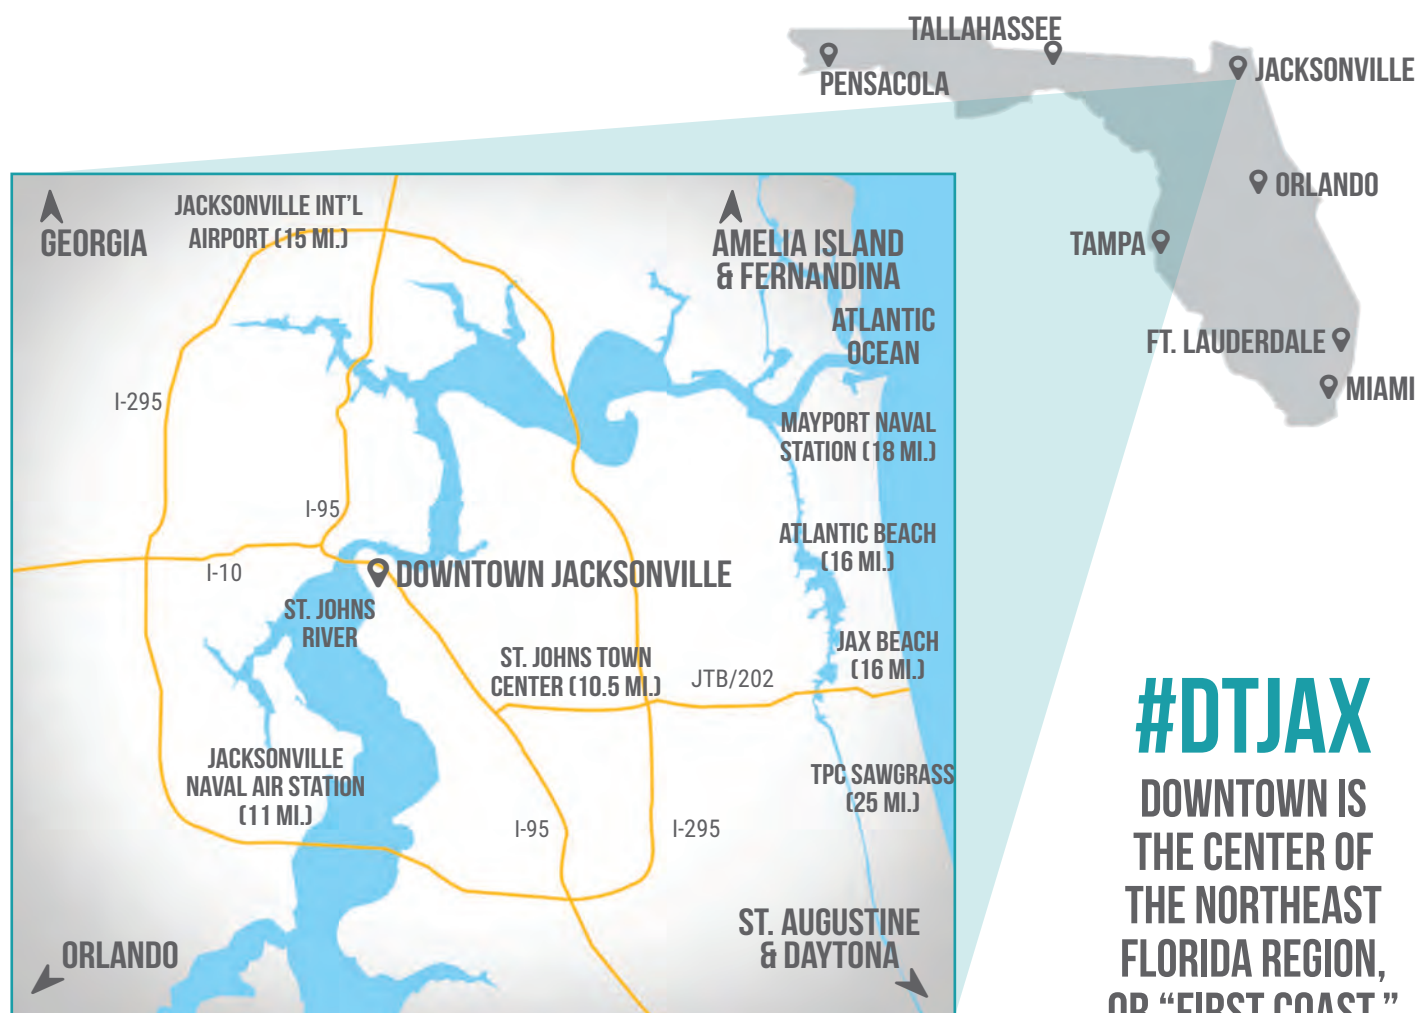 TALLAHASSEE
PENSACOLA
JACKSONVILLE
ORLANDO
TAMPA
FT. LAUDERDALE
MIAMI
GEORGIA
JACKSONVILLE INT'L
AIRPORT (15 MI.)
AMELIA ISLAND
& FERNANDINA
ATLANTIC
OCEAN
I-295
MAYPORT NAVAL
STATION (18 MI.)
I-95
ATLANTIC BEACH
(16 MI.)
I-10
DOWNTOWN JACKSONVILLE
ST. JOHNS
RIVER
JAX BEACH
(16 MI.)
ST. JOHNS TOWN
CENTER (10.5 MI.)
JTB/202
JACKSONVILLE
NAVAL AIR STATION
(11 MI.)
TPC SAWGRASS
(25 MI.)
I-95
I-295
ST. AUGUSTINE
& DAYTONA
ORLANDO
#DTJAX
DOWNTOWN IS
THE CENTER OF
THE NORTHEAST
FLORIDA REGION,
OR “FIRST COAST.”